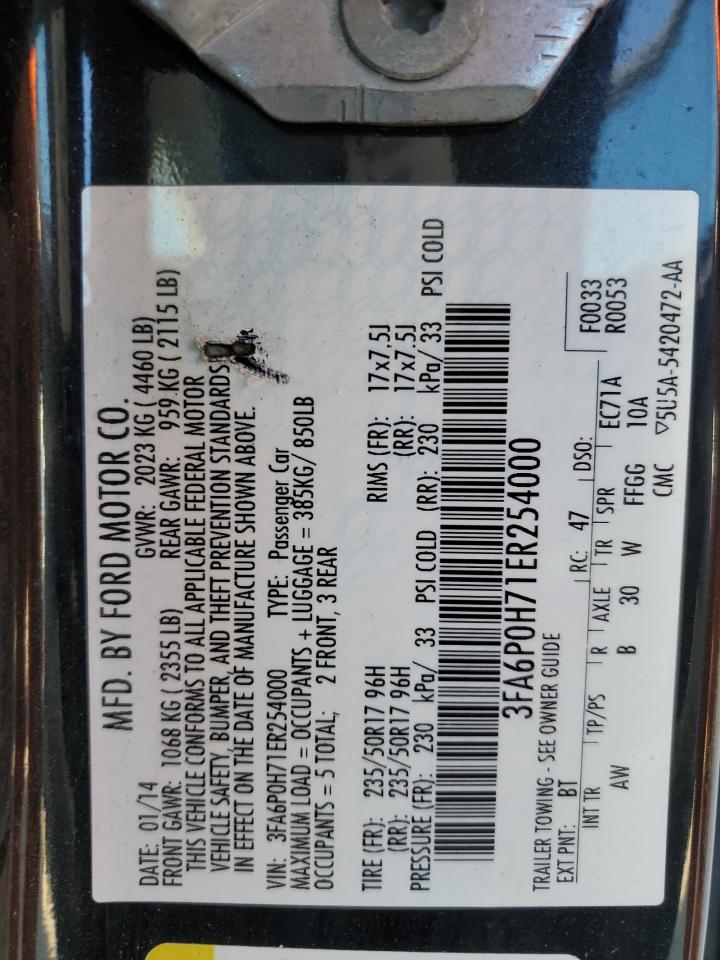 MFD. BY FORD MOTOR CO.
DATE: 01/14 GVWR: 2023 KG ( 4460 LB)
FRONT GAWR: 1068 KG ( 2355 LB) REAR GAWR: 959 KG ( 2115 LB)
THIS VEHICLE CONFORMS TO ALL APPLICABLE FEDERAL MOTOR
VEHICLE SAFETY, BUMPER, AND THEFT PREVENTION STANDARDS
IN EFFECT ON THE DATE OF MANUFACTURE SHOWN ABOVE.
VIN: 3FA6P0H71ER254000 TYPE: Passenger Car
MAXIMUM LOAD = OCCUPANTS + LUGGAGE = 385KG/ 850LB
OCCUPANTS = 5 TOTAL; 2 FRONT, 3 REAR
TIRE (FR): 235/50R17 96H RIMS (FR): 17x7.5J
(RR): 235/50R17 96H (RR): 17x7.5J
PRESSURE (FR): 230 kPa/ 33 PSI COLD (RR): 230 kPa/ 33 PSI COLD
3FA6P0H71ER254000
TRAILER TOWING - SEE OWNER GUIDE
EXT PNT: BT RC: 47 DSO: F0033
R0053
INT TR TP/PS R AXLE TR SPR EC71A
AW B 30 W FFGG 10A
CMC ▽5U5A-5420472-AA